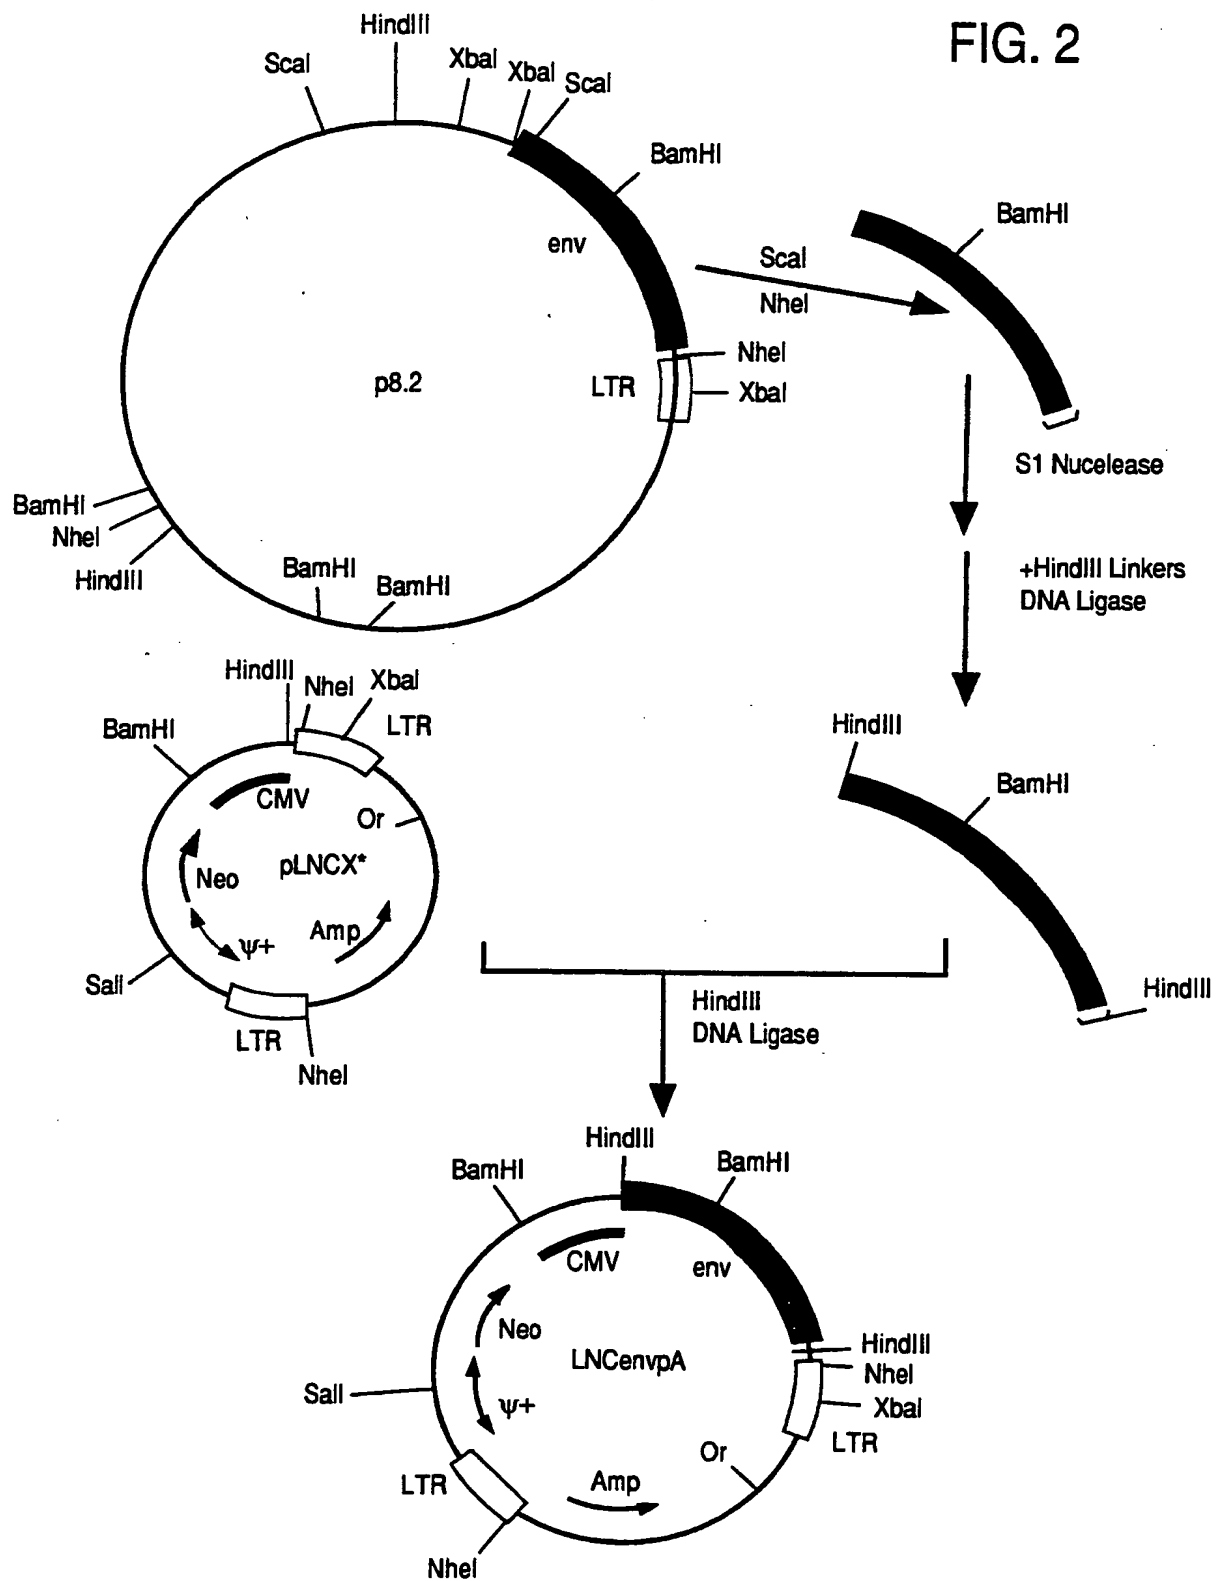 FIG. 2
HindIII
ScaI
XbaI
XbaI
ScaI
BamHI
env
p8.2
LTR
NheI
XbaI
BamHI
NheI
HindIII
BamHI
BamHI
ScaI
NheI
BamHI
S1 Nucelease
+HindIII Linkers
DNA Ligase
HindIII
BamHI
HindIII
HindIII
NheI
XbaI
LTR
BamHI
CMV
Or
Neo
pLNCX*
Amp
ψ+
SalI
LTR
NheI
HindIII
DNA Ligase
HindIII
BamHI
BamHI
CMV
env
Neo
LNCenvpA
HindIII
NheI
XbaI
LTR
SalI
ψ+
Or
LTR
Amp
NheI